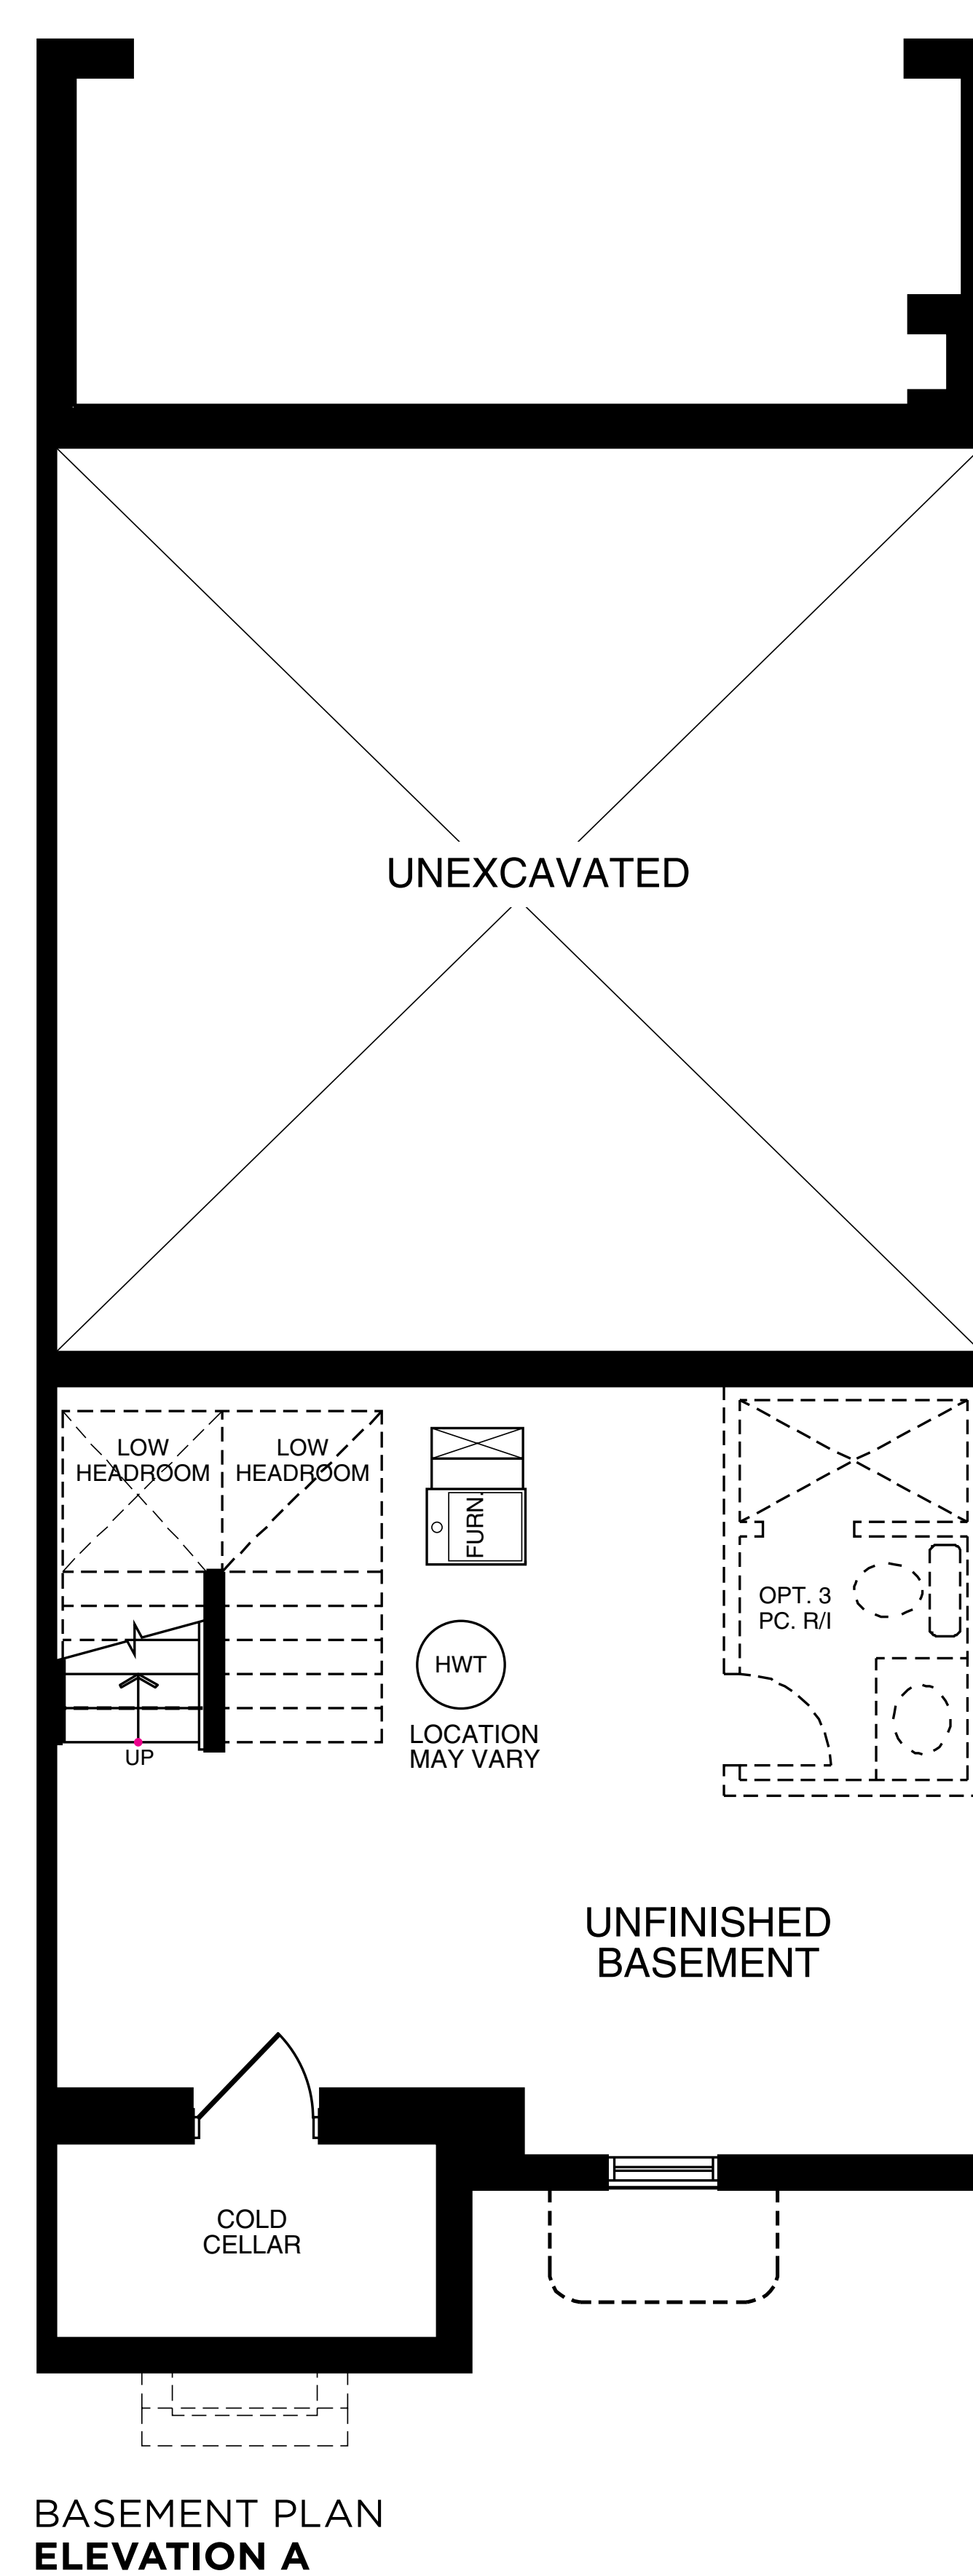 UNEXCAVATED
LOW
HEADROOM
LOW
HEADROOM
FURN.
OPT. 3
PC. R/I
HWT
LOCATION
MAY VARY
UP
UNFINISHED
BASEMENT
COLD
CELLAR
BASEMENT PLAN
ELEVATION A